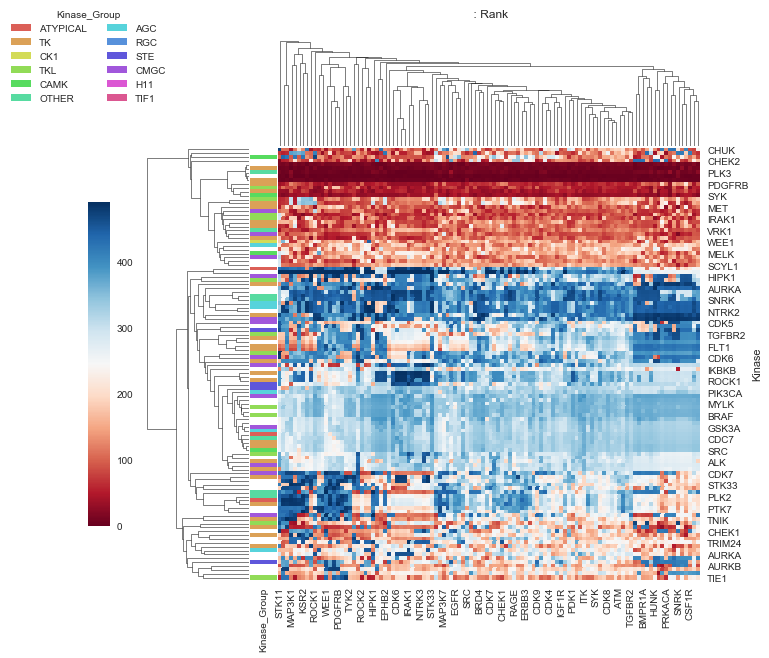 Kinase_Group
ATYPICAL
TK
CK1
TKL
CAMK
OTHER
AGC
RGC
STE
CMGC
H11
TIF1
: Rank
400
300
200
100
0
CHUK
CHEK2
PLK3
PDGFRB
SYK
MET
IRAK1
VRK1
WEE1
MELK
SCYL1
HIPK1
AURKA
SNRK
NTRK2
CDK5
TGFBR2
FLT1
CDK6
IKBKB
ROCK1
PIK3CA
MYLK
BRAF
GSK3A
CDC7
SRC
ALK
CDK7
STK33
PLK2
PTK7
TNIK
CHEK1
TRIM24
AURKA
AURKB
TIE1
Kinase
Kinase_Group
STK11
MAP3K1
KSR2
ROCK1
WEE1
PDGFRB
TYK2
ROCK2
HIPK1
EPHB2
CDK6
IRAK1
NTRK3
STK33
MAP3K7
EGFR
SRC
BRD4
CDK7
CHEK1
RAGE
ERBB3
CDK9
CDK4
IGF1R
PDK1
ITK
SYK
CDK8
ATM
TGFBR2
BMPR1A
HUNK
PRKACA
SNRK
CSF1R